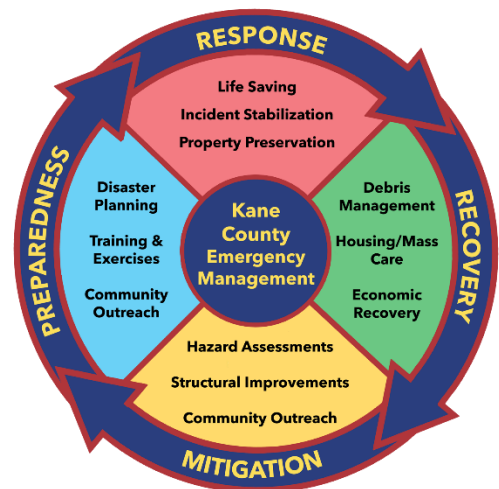 RESPONSE
Life Saving
Incident Stabilization
Property Preservation
PREPAREDNESS
Disaster
Planning
Training &
Exercises
Community
Outreach
Kane
County
Emergency
Management
Debris
Management
Housing/Mass
Care
Economic
Recovery
RECOVERY
Hazard Assessments
Structural Improvements
Community Outreach
MITIGATION